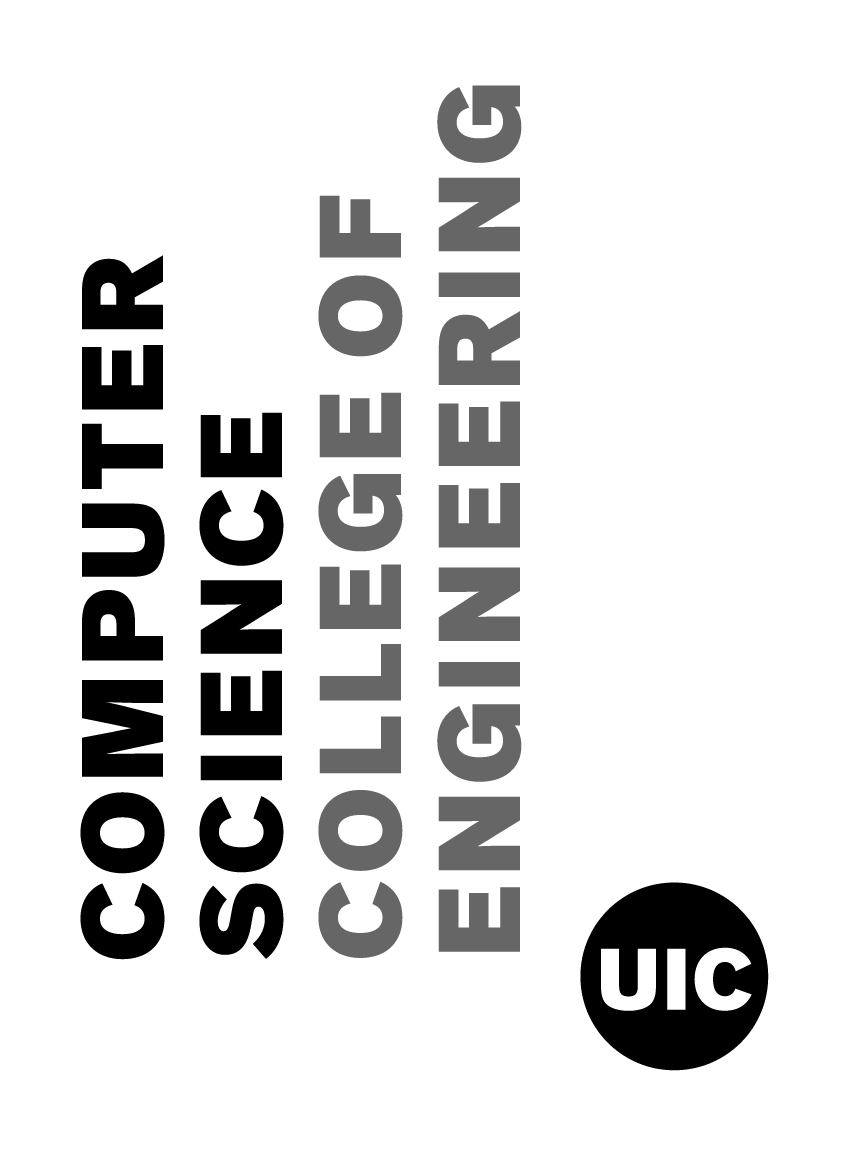 COMPUTER
SCIENCE
COLLEGE OF
ENGINEERING
UIC